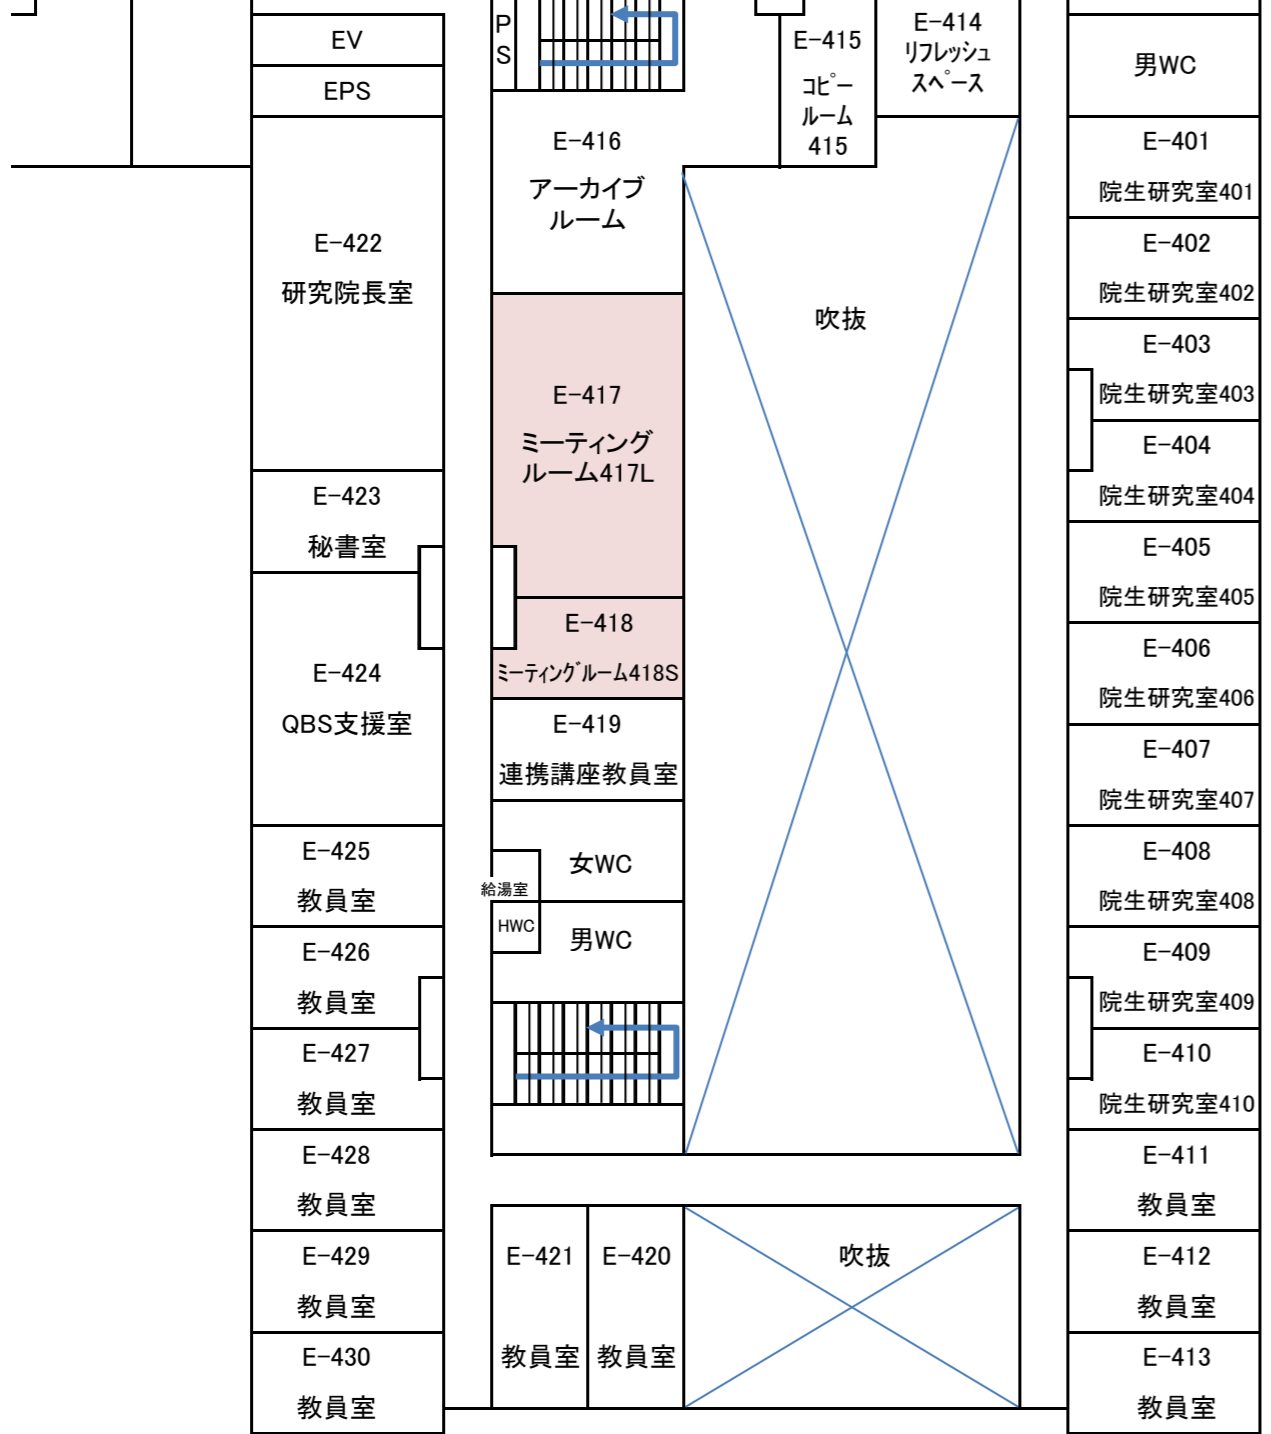 EV
EPS
E-422
研究院長室
E-423
秘書室
E-424
QBS支援室
E-425
教員室
E-426
教員室
E-427
教員室
E-428
教員室
E-429
教員室
E-430
教員室
P
S
E-416
アーカイブ
ルーム
E-417
ミーティング
ルーム417L
E-418
ミーティングルーム418S
E-419
連携講座教員室
女WC
給湯室
HWC
男WC
E-421
教員室
E-420
教員室
E-415
コピー
ルーム
415
E-414
リフレッシュ
スペース
吹抜
吹抜
男WC
E-401
院生研究室401
E-402
院生研究室402
E-403
院生研究室403
E-404
院生研究室404
E-405
院生研究室405
E-406
院生研究室406
E-407
院生研究室407
E-408
院生研究室408
E-409
院生研究室409
E-410
院生研究室410
E-411
教員室
E-412
教員室
E-413
教員室